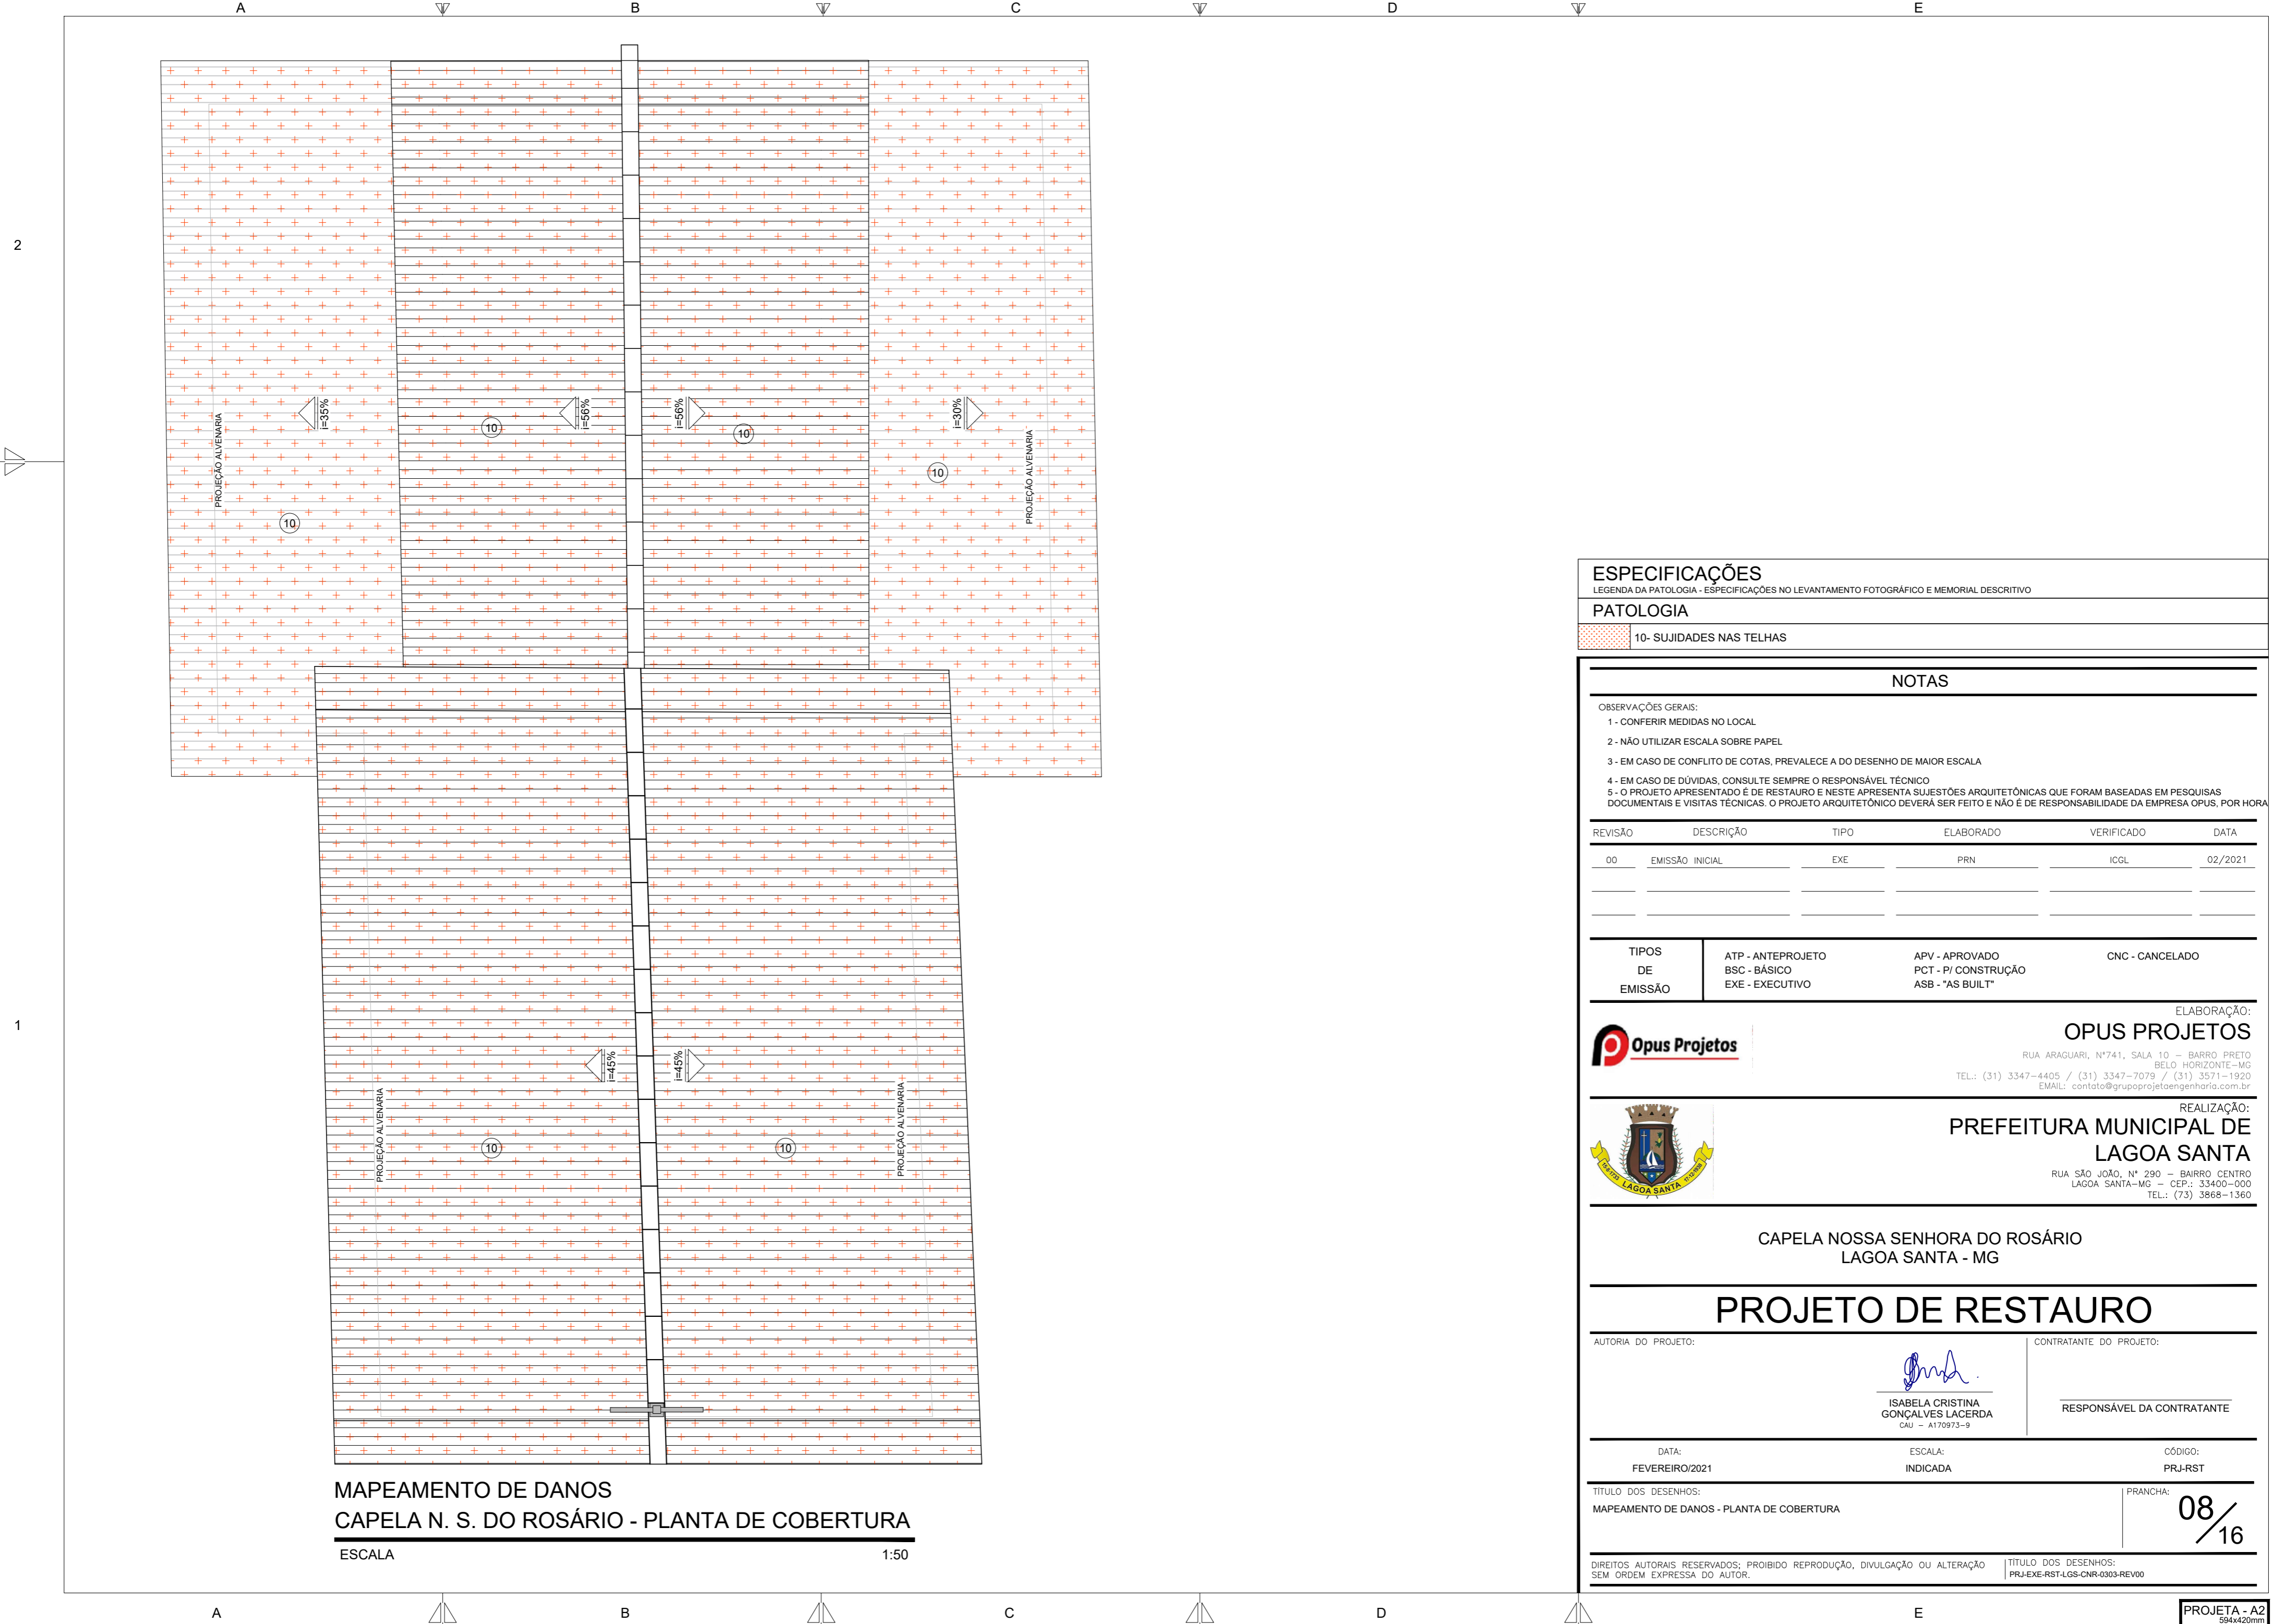 A
B
C
D
E
2
1
i=35%
i=56%
i=56%
i=30%
PROJEÇÃO ALVENARIA
PROJEÇÃO ALVENARIA
10
10
10
10
i=45%
i=45%
PROJEÇÃO ALVENARIA
PROJEÇÃO ALVENARIA
10
10
MAPEAMENTO DE DANOS
CAPELA N. S. DO ROSÁRIO - PLANTA DE COBERTURA
ESCALA 1:50
ESPECIFICAÇÕES
LEGENDA DA PATOLOGIA - ESPECIFICAÇÕES NO LEVANTAMENTO FOTOGRÁFICO E MEMORIAL DESCRITIVO
PATOLOGIA
10- SUJIDADES NAS TELHAS
NOTAS
OBSERVAÇÕES GERAIS:
1 - CONFERIR MEDIDAS NO LOCAL
2 - NÃO UTILIZAR ESCALA SOBRE PAPEL
3 - EM CASO DE CONFLITO DE COTAS, PREVALECE A DO DESENHO DE MAIOR ESCALA
4 - EM CASO DE DÚVIDAS, CONSULTE SEMPRE O RESPONSÁVEL TÉCNICO
5 - O PROJETO APRESENTADO É DE RESTAURO E NESTE APRESENTA SUJESTÕES ARQUITETÔNICAS QUE FORAM BASEADAS EM PESQUISAS
DOCUMENTAIS E VISITAS TÉCNICAS. O PROJETO ARQUITETÔNICO DEVERÁ SER FEITO E NÃO É DE RESPONSABILIDADE DA EMPRESA OPUS, POR HORA
REVISÃO DESCRIÇÃO TIPO ELABORADO VERIFICADO DATA
00 EMISSÃO INICIAL EXE PRN ICGL 02/2021
TIPOS
DE
EMISSÃO
ATP - ANTEPROJETO APV - APROVADO CNC - CANCELADO
BSC - BÁSICO PCT - P/ CONSTRUÇÃO
EXE - EXECUTIVO ASB - "AS BUILT"
Opus Projetos
ELABORAÇÃO:
OPUS PROJETOS
RUA ARAGUARI, N°741, SALA 10 – BARRO PRETO
BELO HORIZONTE-MG
TEL.: (31) 3347-4405 / (31) 3347-7079 / (31) 3571-1920
EMAIL: contato@grupoprojetaengenharia.com.br
LAGOA SANTA
REALIZAÇÃO:
PREFEITURA MUNICIPAL DE
LAGOA SANTA
RUA SÃO JOÃO, N° 290 – BAIRRO CENTRO
LAGOA SANTA-MG – CEP.: 33400-000
TEL.: (73) 3868-1360
CAPELA NOSSA SENHORA DO ROSÁRIO
LAGOA SANTA - MG
PROJETO DE RESTAURO
AUTORIA DO PROJETO:
ISABELA CRISTINA
GONÇALVES LACERDA
CAU – A170973-9
CONTRATANTE DO PROJETO:
RESPONSÁVEL DA CONTRATANTE
DATA: ESCALA: CÓDIGO:
FEVEREIRO/2021 INDICADA PRJ-RST
TÍTULO DOS DESENHOS:
MAPEAMENTO DE DANOS - PLANTA DE COBERTURA
PRANCHA:
08/16
DIREITOS AUTORAIS RESERVADOS; PROIBIDO REPRODUÇÃO, DIVULGAÇÃO OU ALTERAÇÃO
SEM ORDEM EXPRESSA DO AUTOR.
TÍTULO DOS DESENHOS:
PRJ-EXE-RST-LGS-CNR-0303-REV00
A
B
C
D
E
PROJETA - A2
594x420mm